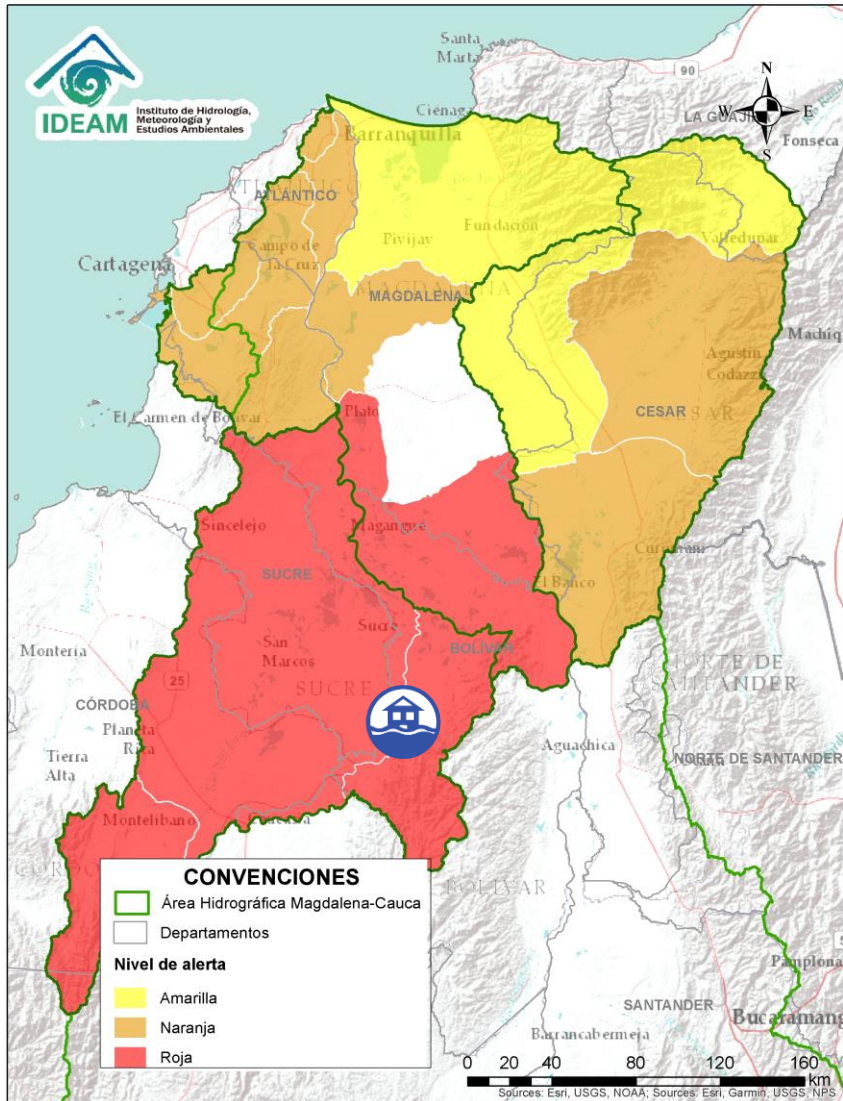 IDEAM
Instituto de Hidrología,
Meteorología y
Estudios Ambientales
Santa
Marta
90
N
W
E
S
Ciénaga
LA GUAJI
Fonseca
Barranquilla
ATLÁNTICO
Fundación
Pivijay
Valledupar
Cartagena
Campo de
la Cruz
MAGDALENA
Machiq
Agustín
Codazzi
El Carmen de Bolívar
Plato
CESAR
Sincelejo
Magangué
SUCRE
El Banco
Sucre
Montería
San
Marcos
BOLÍVAR
SUCRE
25
NORTE DE
SANTANDER
CÓRDOBA
Planeta
Rica
Tierra
Alta
Aguachica
NORTE DE SANTANDER
Montelíbano
CONVENCIONES
Área Hidrográfica Magdalena-Cauca
Departamentos
Nivel de alerta
Amarilla
Naranja
Roja
BOLÍVAR
Pamplona
SANTANDER
Bucaramang
Barrancabermeja
0 20 40 80 120 160
km
Sources: Esri, USGS, NOAA; Sources: Esri, Garmin, USGS, NPS